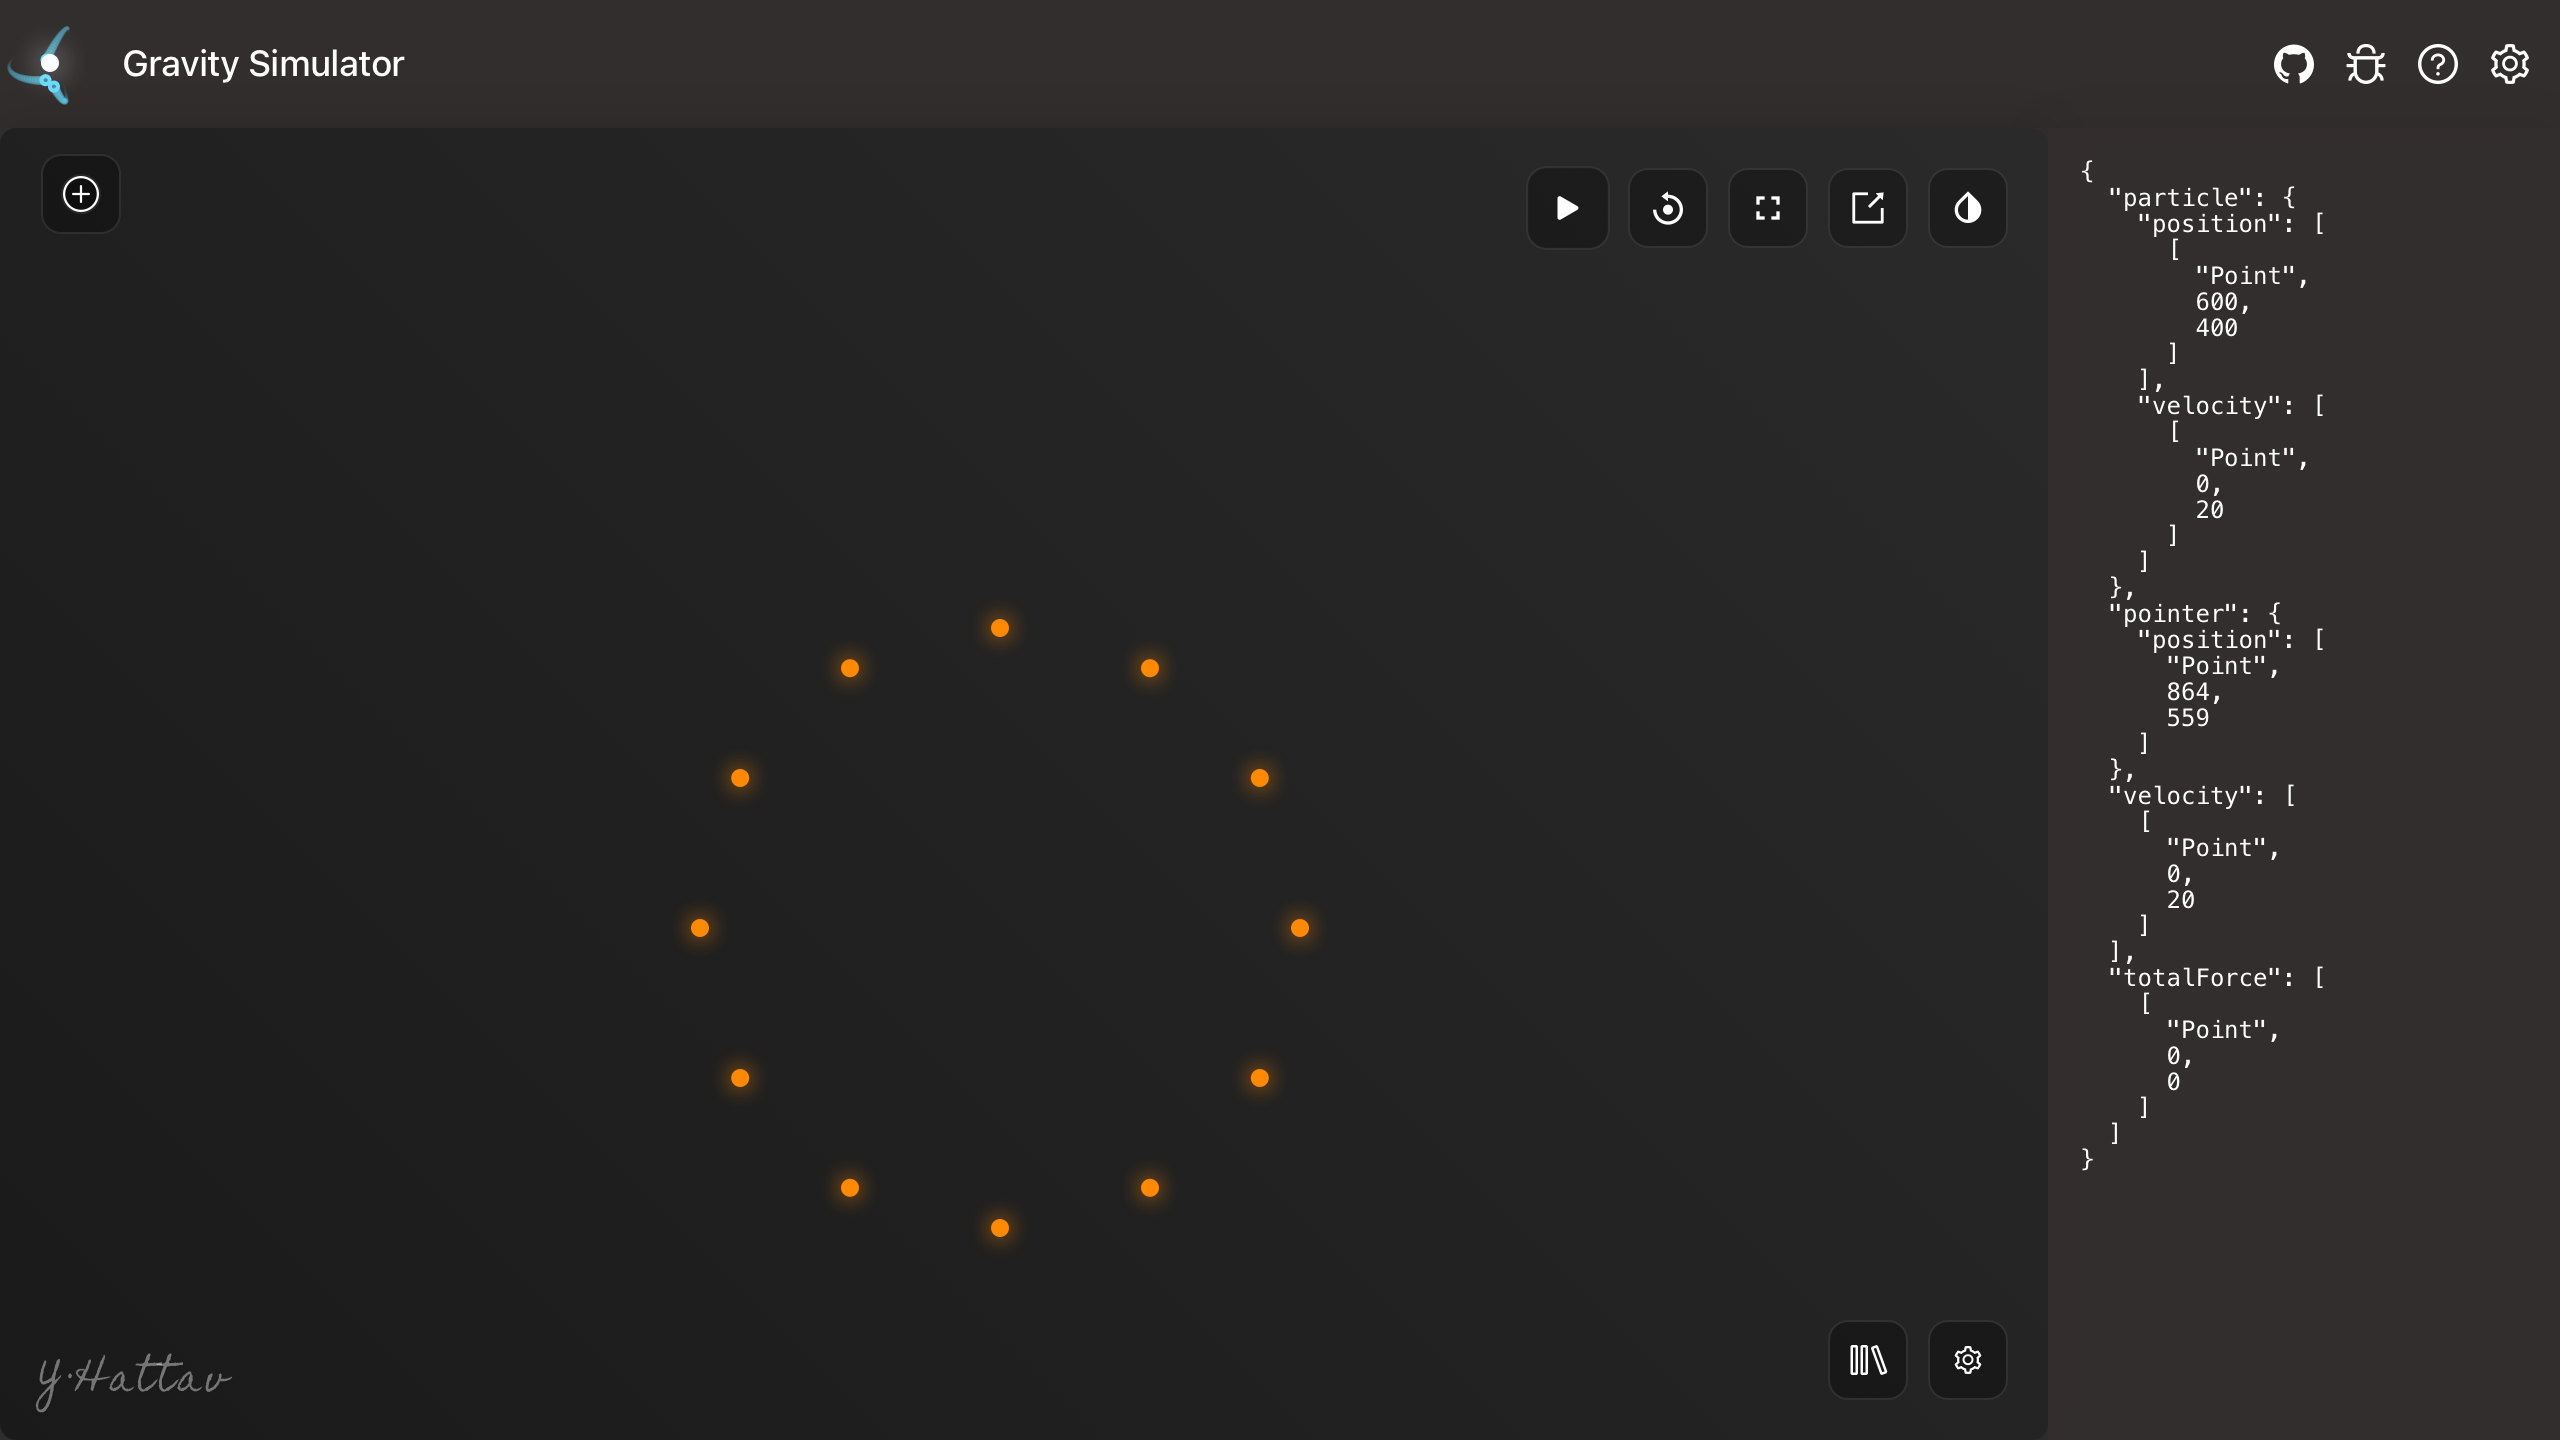 Gravity Simulator
{
"particle": {
"position": [
[
"Point",
600,
400
]
],
"velocity": [
[
"Point",
0,
20
]
]
},
"pointer": {
"position": [
"Point",
864,
559
]
},
"velocity": [
[
"Point",
0,
20
]
],
"totalForce": [
[
"Point",
0,
0
]
]
}
Y.Hattav